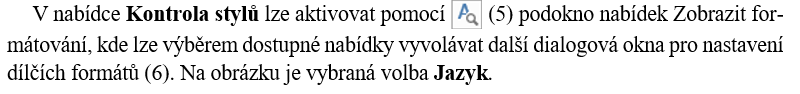 V nabídce Kontrola stylů lze aktivovat pomocí (5) podokno nabídek Zobrazit for-
mátování, kde lze výběrem dostupné nabídky vyvolávat další dialogová okna pro nastavení
dílčích formátů (6). Na obrázku je vybraná volba Jazyk.